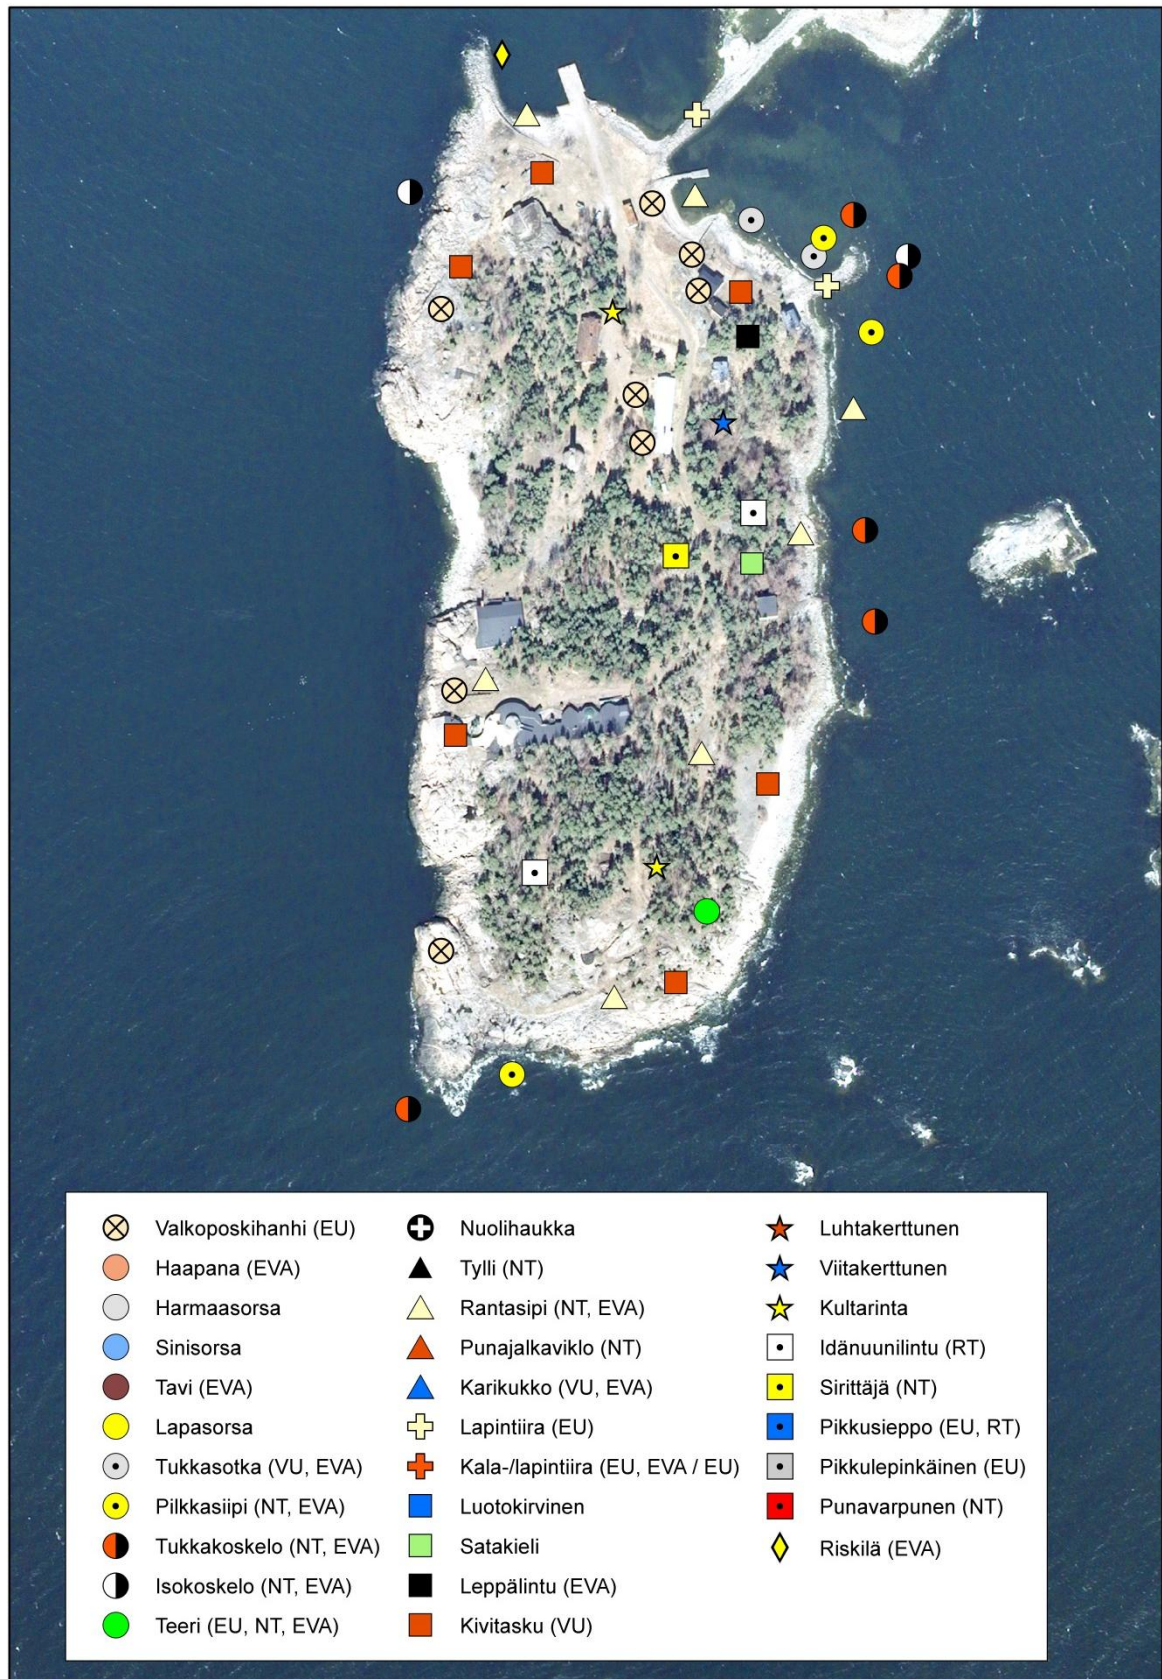 Valkoposkihanhi (EU)
Haapana (EVA)
Harmaasorsa
Sinisorsa
Tavi (EVA)
Lapasorsa
Tukkasotka (VU, EVA)
Pilkkasiipi (NT, EVA)
Tukkakoskelo (NT, EVA)
Isokoskelo (NT, EVA)
Teeri (EU, NT, EVA)
Nuolihaukka
Tylli (NT)
Rantasipi (NT, EVA)
Punajalkaviklo (NT)
Karikukko (VU, EVA)
Lapintiira (EU)
Kala-/lapintiira (EU, EVA / EU)
Luotokirvinen
Satakieli
Leppälintu (EVA)
Kivitasku (VU)
Luhtakerttunen
Viitakerttunen
Kultarinta
Idänuunilintu (RT)
Sirittäjä (NT)
Pikkusieppo (EU, RT)
Pikkulepinkäinen (EU)
Punavarpunen (NT)
Riskilä (EVA)